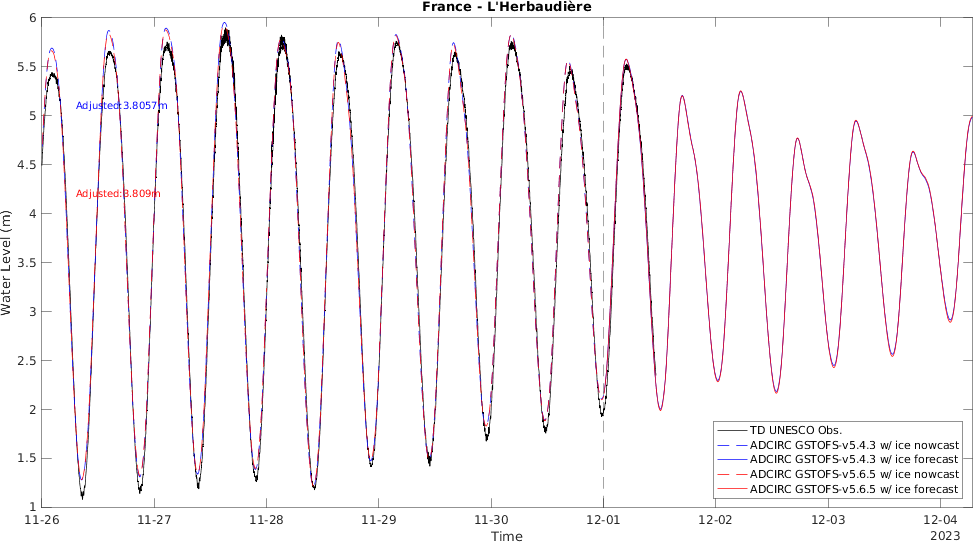 France - L'Herbaudière
6
5.5
5
4.5
4
3.5
3
2.5
2
1.5
1
Water Level (m)
Adjusted:3.8057m
Adjusted:3.809m
TD UNESCO Obs.
ADCIRC GSTOFS-v5.4.3 w/ ice nowcast
ADCIRC GSTOFS-v5.4.3 w/ ice forecast
ADCIRC GSTOFS-v5.6.5 w/ ice nowcast
ADCIRC GSTOFS-v5.6.5 w/ ice forecast
11-26 11-27 11-28 11-29 11-30 12-01 12-02 12-03 12-04
Time 2023